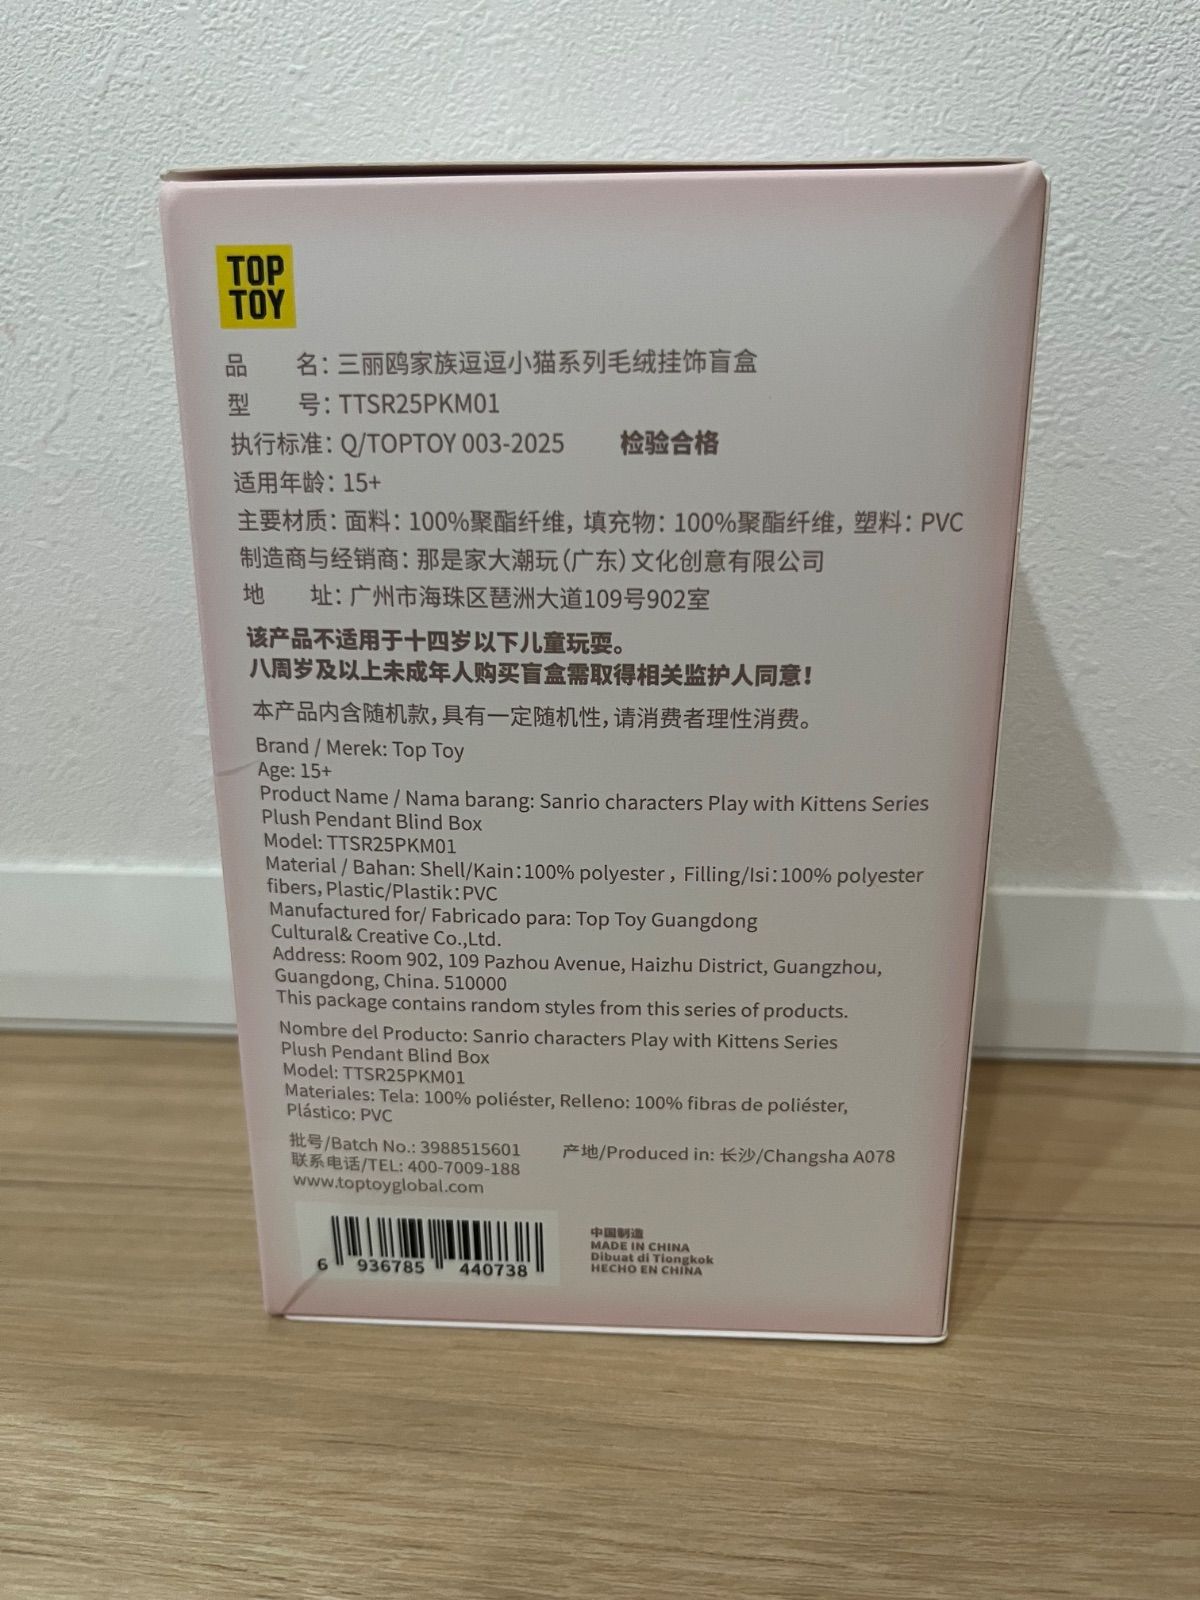 TOP
TOY
品 名：三丽鸥家族逗逗小猫系列毛绒挂饰盲盒
型 号：TTSR25PKM01
执行标准：Q/TOPTOY 003-2025 检验合格
适用年龄：15+
主要材质：面料：100%聚酯纤维，填充物：100%聚酯纤维，塑料：PVC
制造商与经销商：那是家大潮玩（广东）文化创意有限公司
地 址：广州市海珠区琶洲大道109号902室
该产品不适用于十四岁以下儿童玩耍。
八周岁及以上未成年人购买盲盒需取得相关监护人同意！
本产品内含随机款，具有一定随机性，请消费者理性消费。
Brand / Merek: Top Toy
Age: 15+
Product Name / Nama barang: Sanrio characters Play with Kittens Series
Plush Pendant Blind Box
Model: TTSR25PKM01
Material / Bahan: Shell/Kain:100% polyester , Filling/Isi:100% polyester
fibers, Plastic/Plastik:PVC
Manufactured for/ Fabricado para: Top Toy Guangdong
Cultural& Creative Co.,Ltd.
Address: Room 902, 109 Pazhou Avenue, Haizhu District, Guangzhou,
Guangdong, China. 510000
This package contains random styles from this series of products.
Nombre del Producto: Sanrio characters Play with Kittens Series
Plush Pendant Blind Box
Model: TTSR25PKM01
Materiales: Tela: 100% poliéster, Relleno: 100% fibras de poliéster,
Plástico: PVC
批号/Batch No.: 3988515601 产地/Produced in: 长沙/Changsha A078
联系电话/TEL: 400-7009-188
www.toptoyglobal.com
6 936785 440738
中国制造
MADE IN CHINA
Dibuat di Tiongkok
HECHO EN CHINA